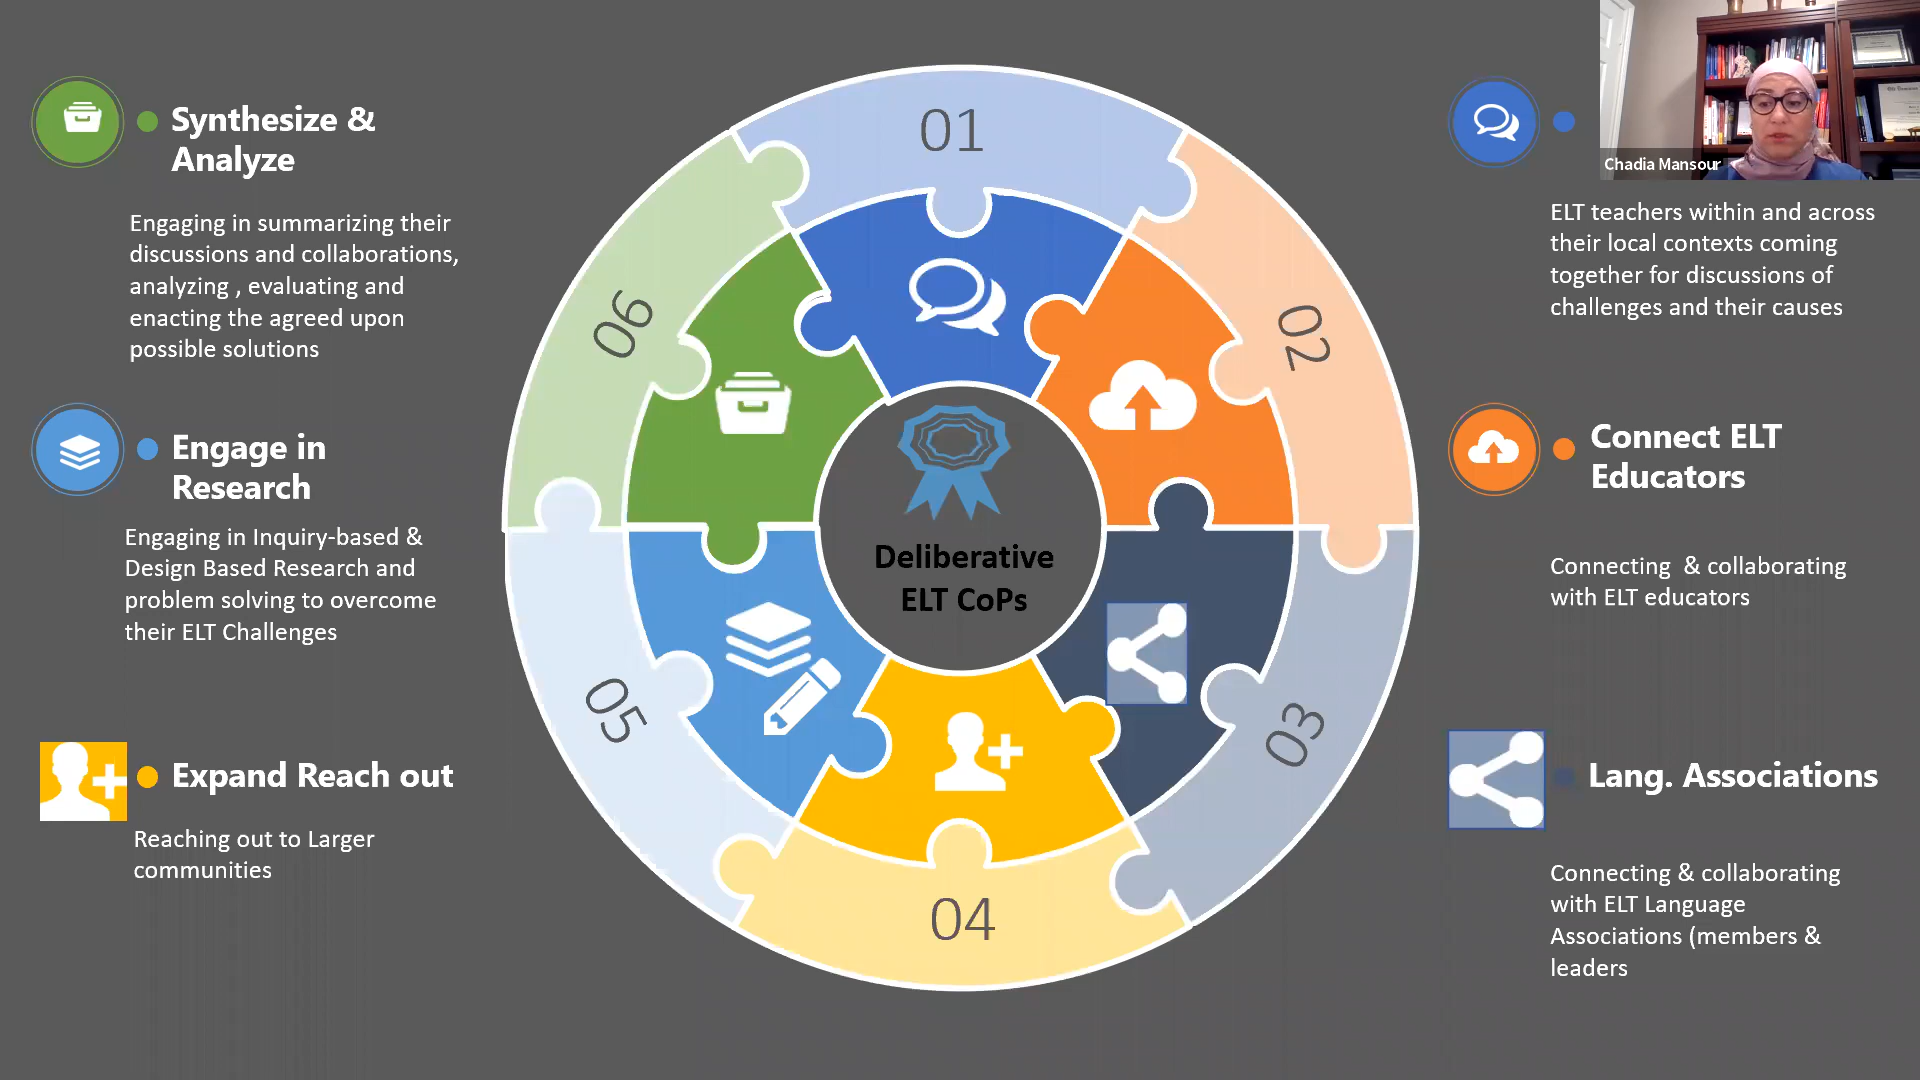 Synthesize &
Analyze
Engaging in summarizing their
discussions and collaborations,
analyzing , evaluating and
enacting the agreed upon
possible solutions
Engage in
Research
Engaging in Inquiry-based &
Design Based Research and
problem solving to overcome
their ELT Challenges
Expand Reach out
Reaching out to Larger
communities
01
02
03
04
05
06
Deliberative
ELT CoPs
Chadia Mansour
ELT teachers within and across
their local contexts coming
together for discussions of
challenges and their causes
Connect ELT
Educators
Connecting & collaborating
with ELT educators
Lang. Associations
Connecting & collaborating
with ELT Language
Associations (members &
leaders